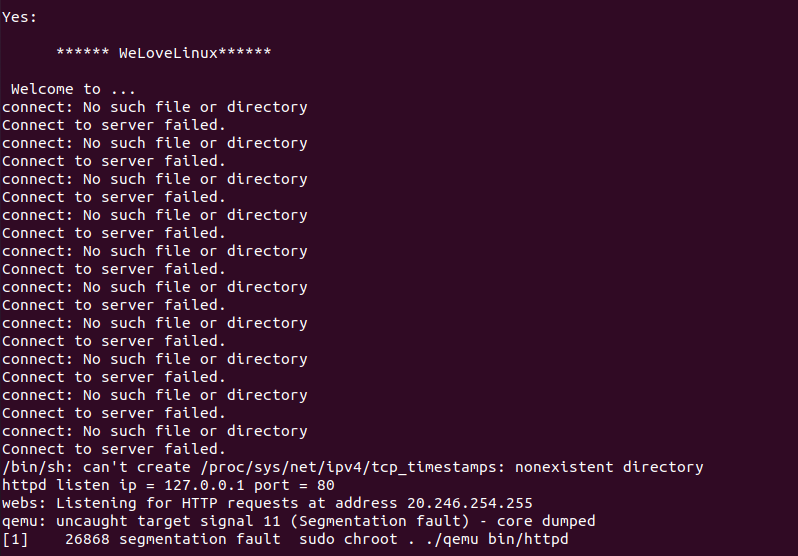 Yes:
****** WeLoveLinux******
Welcome to ...
connect: No such file or directory
Connect to server failed.
connect: No such file or directory
Connect to server failed.
connect: No such file or directory
Connect to server failed.
connect: No such file or directory
Connect to server failed.
connect: No such file or directory
Connect to server failed.
connect: No such file or directory
Connect to server failed.
connect: No such file or directory
Connect to server failed.
connect: No such file or directory
Connect to server failed.
connect: No such file or directory
Connect to server failed.
connect: No such file or directory
Connect to server failed.
/bin/sh: can't create /proc/sys/net/ipv4/tcp_timestamps: nonexistent directory
httpd listen ip = 127.0.0.1 port = 80
webs: Listening for HTTP requests at address 20.246.254.255
qemu: uncaught target signal 11 (Segmentation fault) - core dumped
[1]    26868 segmentation fault  sudo chroot . ./qemu bin/httpd